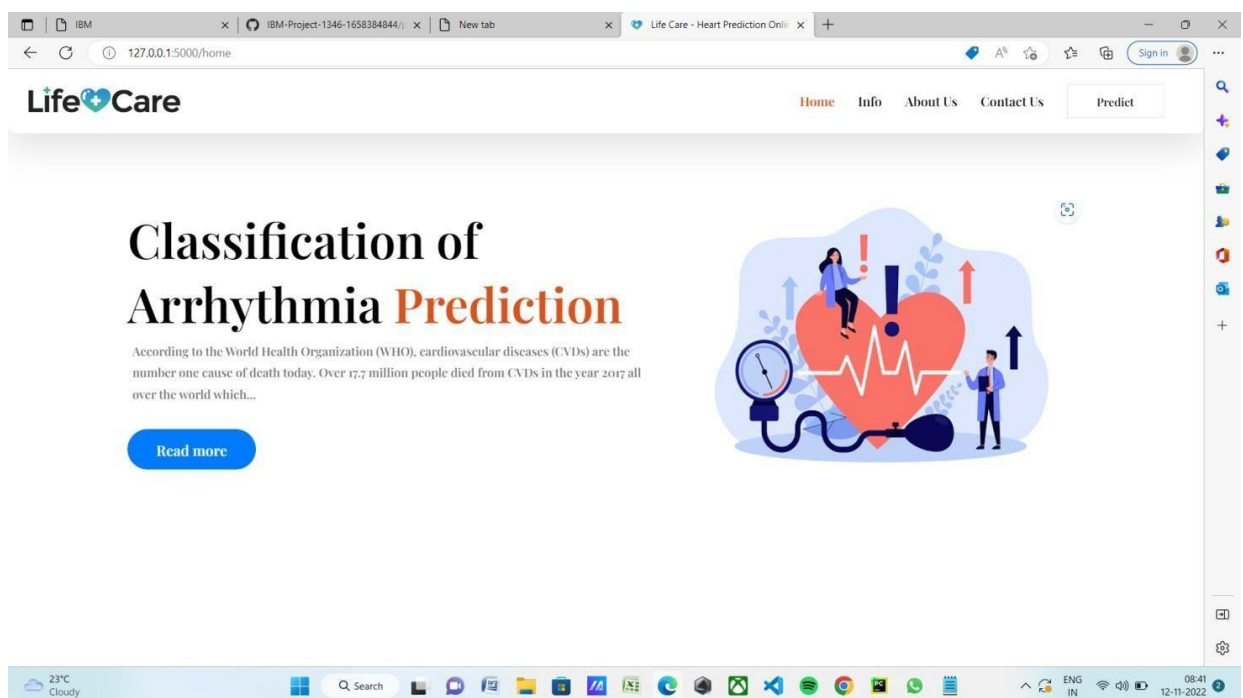 IBM
IBM-Project-1346-1658384844/
New tab
Life Care - Heart Prediction Onlin
127.0.0.1:5000/home
Sign in
Life Care
Home Info About Us Contact Us Predict
Classification of
Arrhythmia Prediction
According to the World Health Organization (WHO), cardiovascular diseases (CVDs) are the
number one cause of death today. Over 17.7 million people died from CVDs in the year 2017 all
over the world which...
Read more
23°C
Cloudy
Search
ENG
IN
08:41
12-11-2022
2